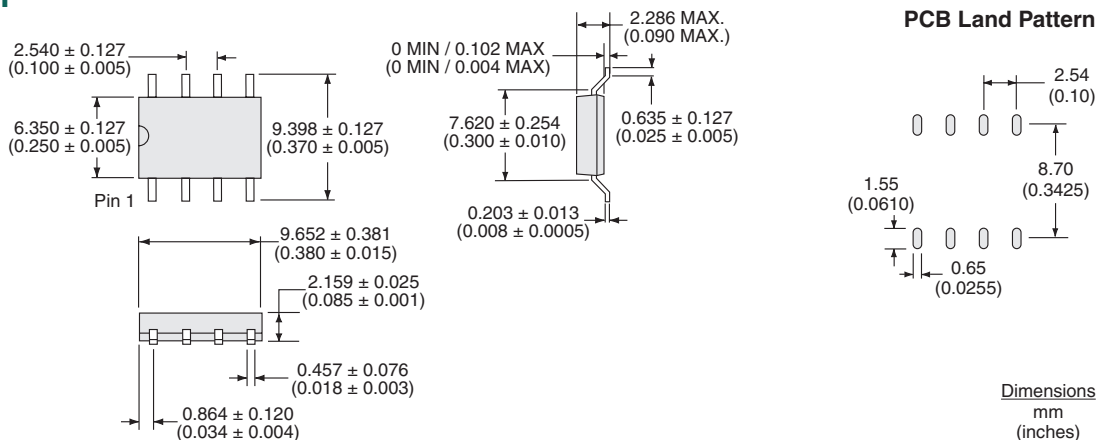 2.540 ± 0.127
(0.100 ± 0.005)
6.350 ± 0.127
(0.250 ± 0.005)
9.398 ± 0.127
(0.370 ± 0.005)
Pin 1
9.652 ± 0.381
(0.380 ± 0.015)
2.159 ± 0.025
(0.085 ± 0.001)
0.457 ± 0.076
(0.018 ± 0.003)
0.864 ± 0.120
(0.034 ± 0.004)
2.286 MAX.
(0.090 MAX.)
0 MIN / 0.102 MAX
(0 MIN / 0.004 MAX)
7.620 ± 0.254
(0.300 ± 0.010)
0.635 ± 0.127
(0.025 ± 0.005)
0.203 ± 0.013
(0.008 ± 0.0005)
PCB Land Pattern
2.54
(0.10)
8.70
(0.3425)
1.55
(0.0610)
0.65
(0.0255)
Dimensions
mm
(inches)